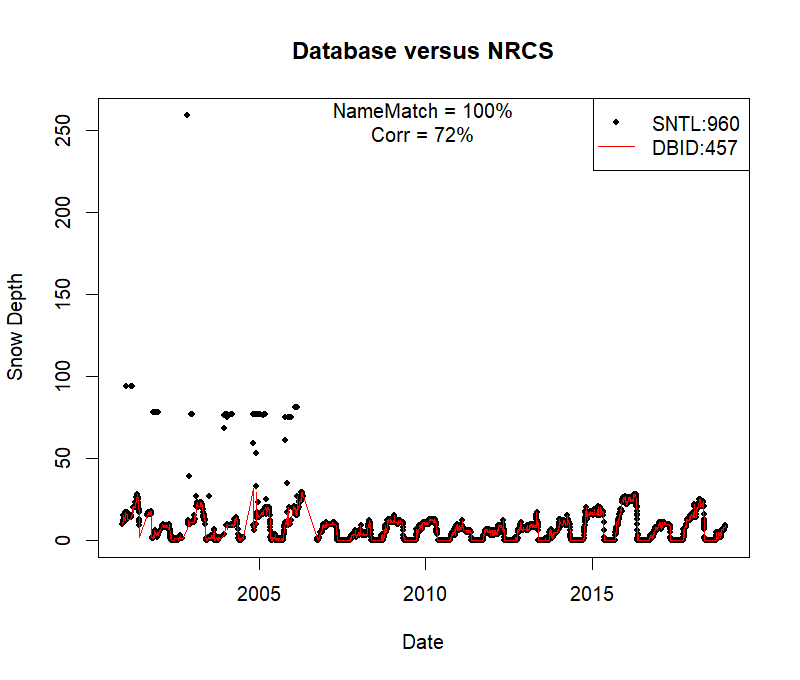 Database versus NRCS
NameMatch = 100%
Corr = 72%
SNTL:960
DBID:457
250
200
150
100
50
0
Snow Depth
2005
2010
2015
Date